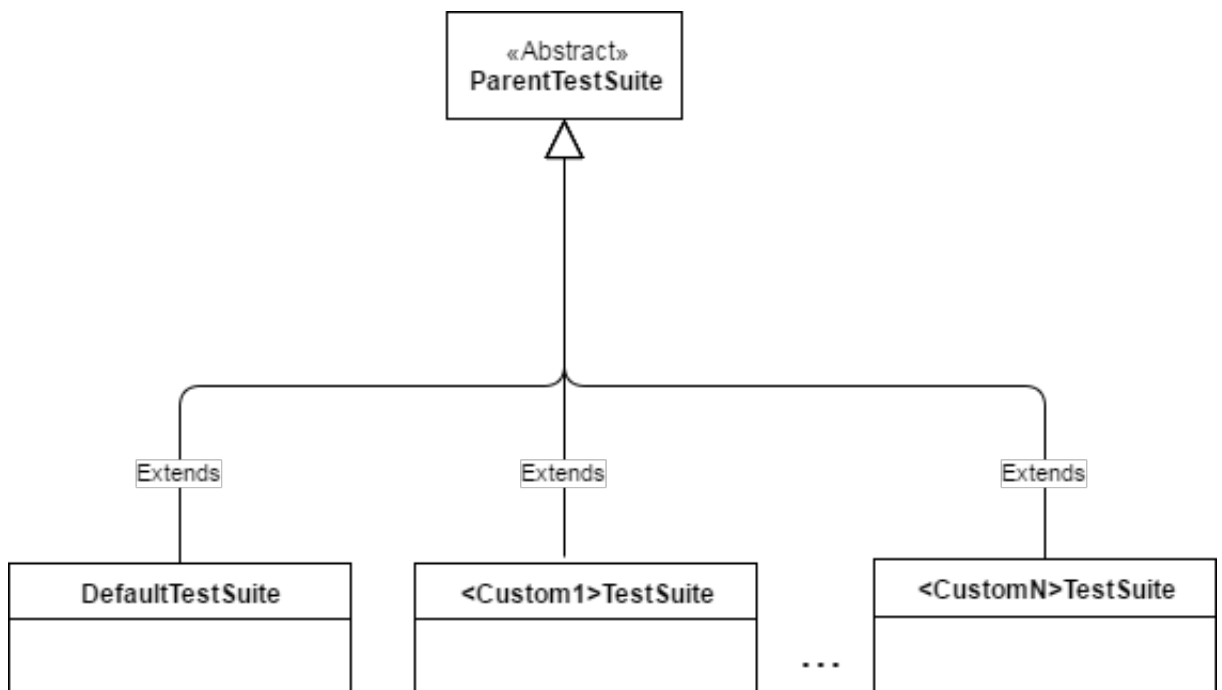 «Abstract»
ParentTestSuite
Extends
Extends
Extends
DefaultTestSuite
<Custom1>TestSuite
<CustomN>TestSuite
...